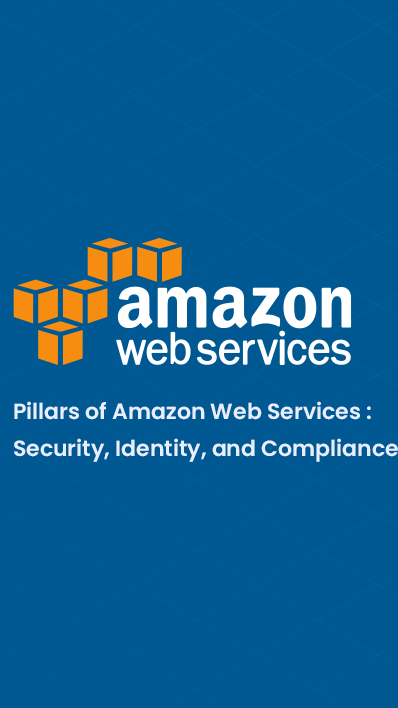 amazon
web services
Pillars of Amazon Web Services :
Security, Identity, and Compliance